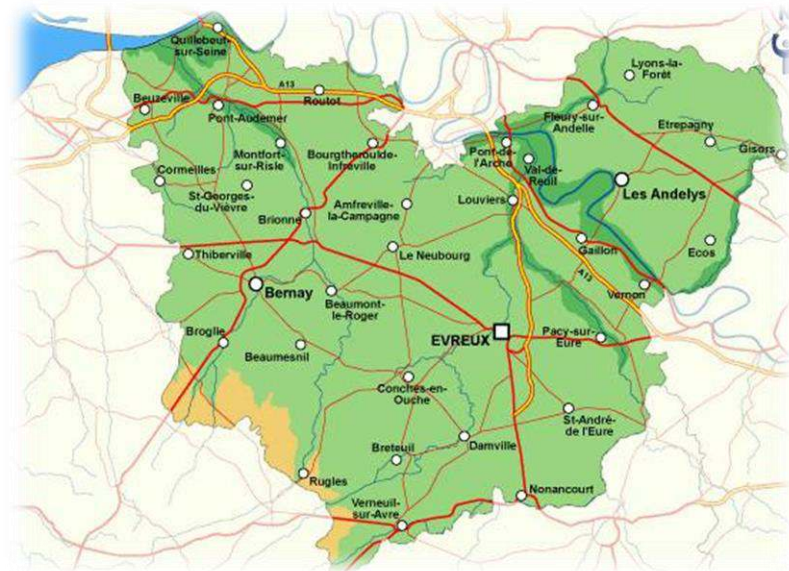 Quillebeuf-
sur-Seine
Lyons-la-
Forêt
A13
Beuzeville
Routot
Pont-Audemer
Fleury-sur-
Andelle
Etrepagny
Gisors
Montfort-
sur-Risle
Bourgtheroulde-
Infreville
Pont-de-
l'Arche
Val-de-
Reuil
Cormeilles
St-Georges-
du-Vièvre
Amfreville-
la-Campagne
Louviers
Les Andelys
Brionne
Thiberville
Le Neubourg
Gaillon
Ecos
A13
Vernon
Bernay
Beaumont-
le-Roger
EVREUX
Pacy-sur-
Eure
Broglie
Beaumesnil
Conches-en-
Ouche
St-André-
de l'Eure
Damville
Breteuil
Rugles
Nonancourt
Verneuil-
sur-Avre